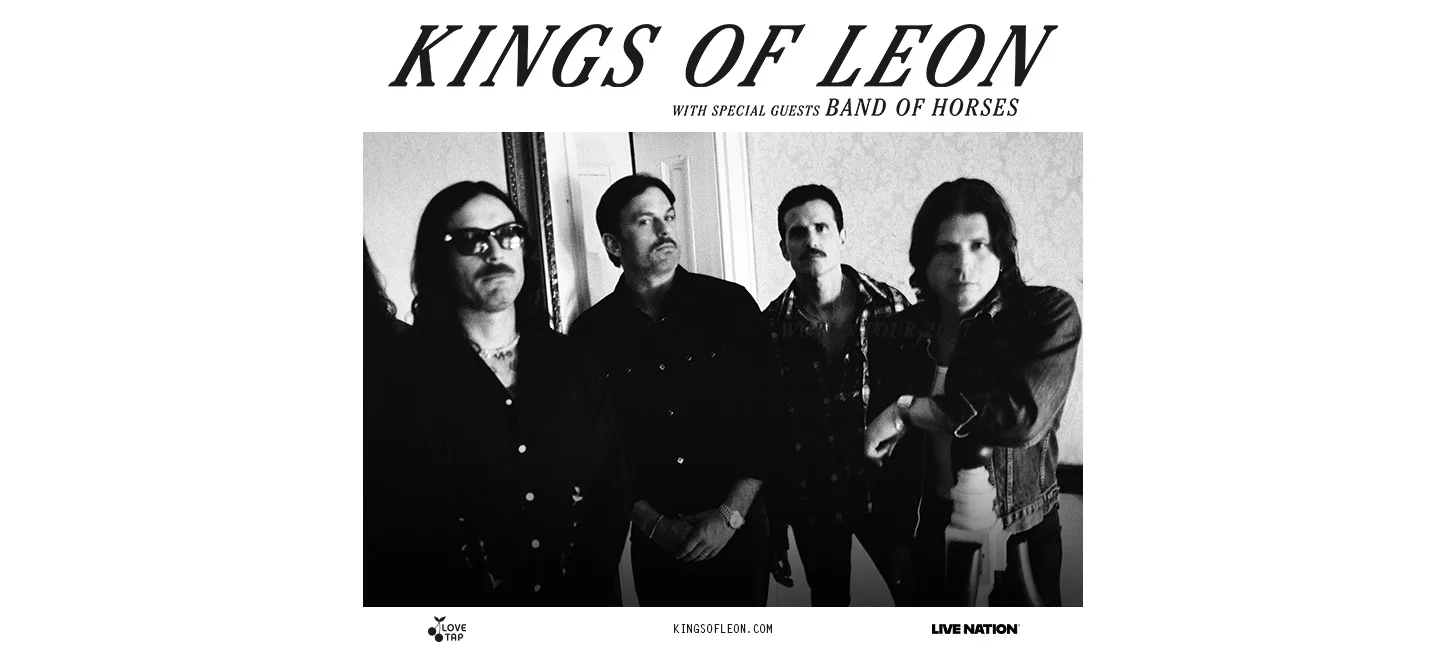 KINGS OF LEON
WITH SPECIAL GUESTS BAND OF HORSES
LOVE TAP
KINGSOFLEON.COM
LIVE NATION